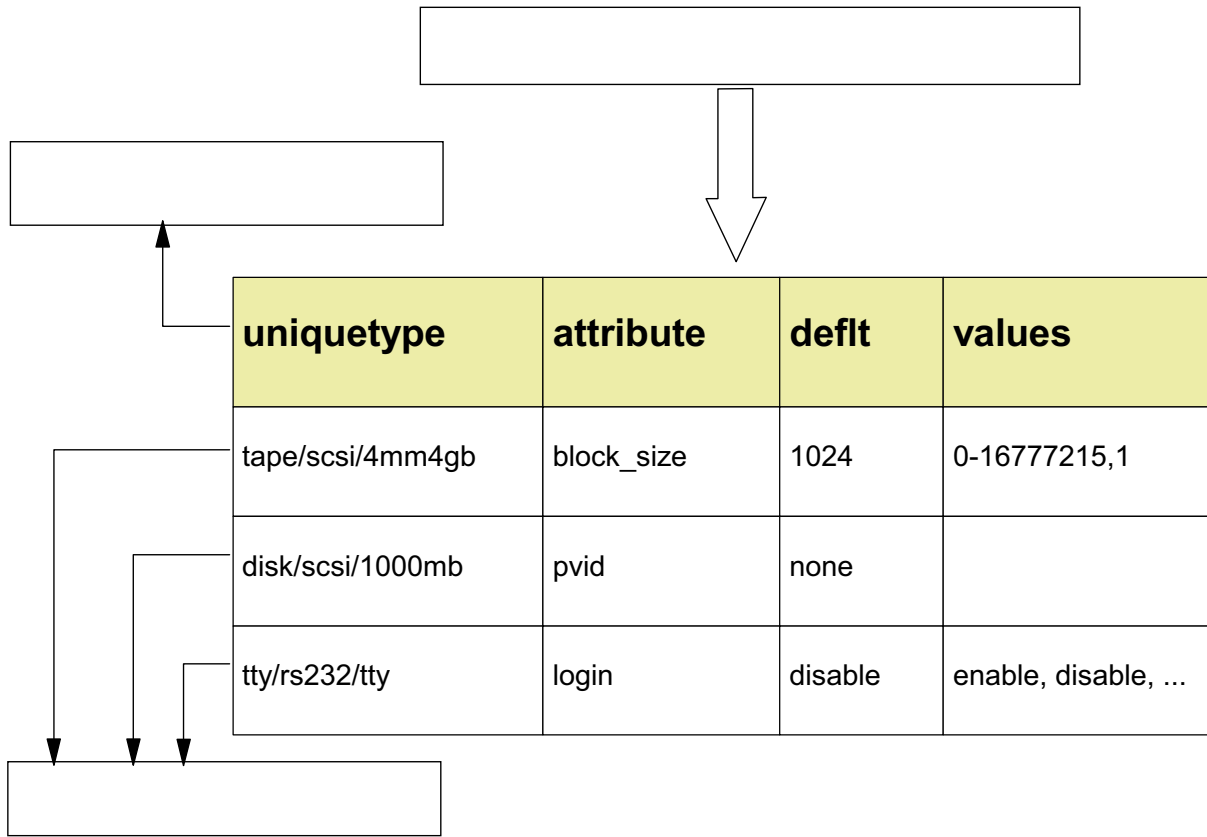 uniquetype attribute deflt values
tape/scsi/4mm4gb block_size 1024 0-16777215,1
disk/scsi/1000mb pvid none
tty/rs232/tty login disable enable, disable, ...